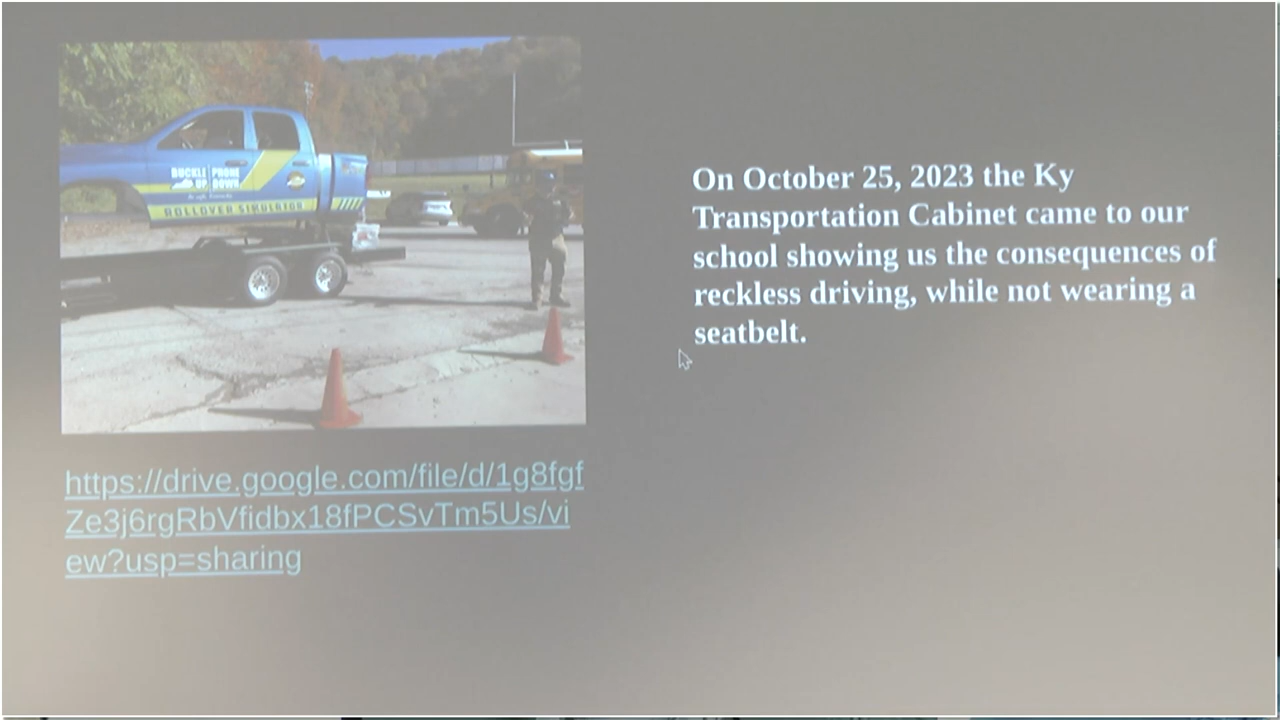 BUCKLE PHONE
UP DOWN
ROLLOVER SIMULATOR
On October 25, 2023 the Ky
Transportation Cabinet came to our
school showing us the consequences of
reckless driving, while not wearing a
seatbelt.
https://drive.google.com/file/d/1g8fgf
Ze3j6rgRbVfidbx18fPCSvTm5Us/vi
ew?usp=sharing